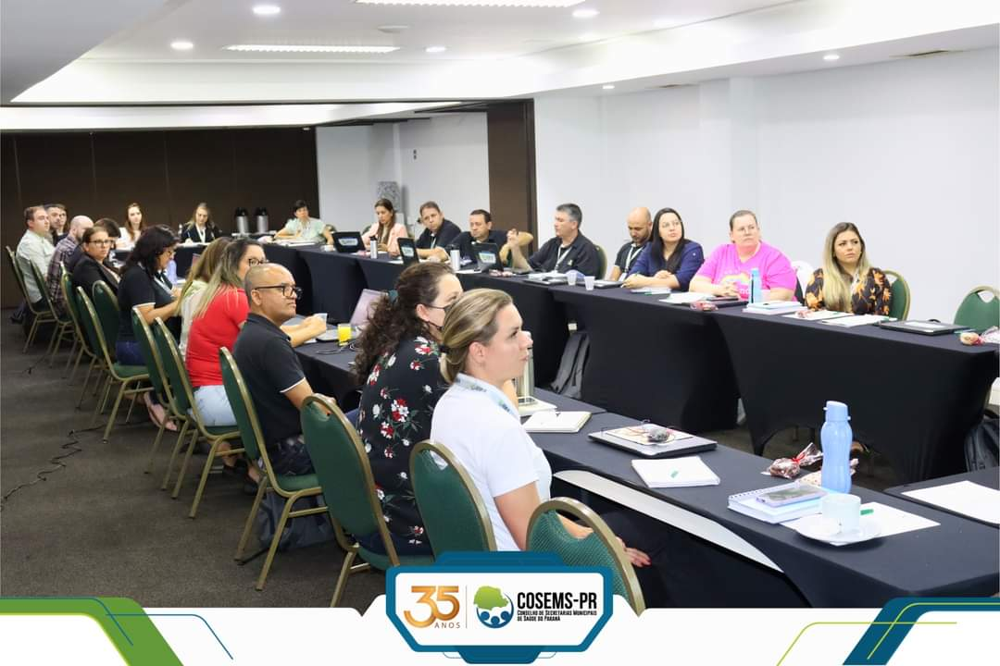 35
ANOS
COSEMS-PR
CONSELHO DE SECRETARIAS MUNICIPAIS
DE SAÚDE DO PARANÁ